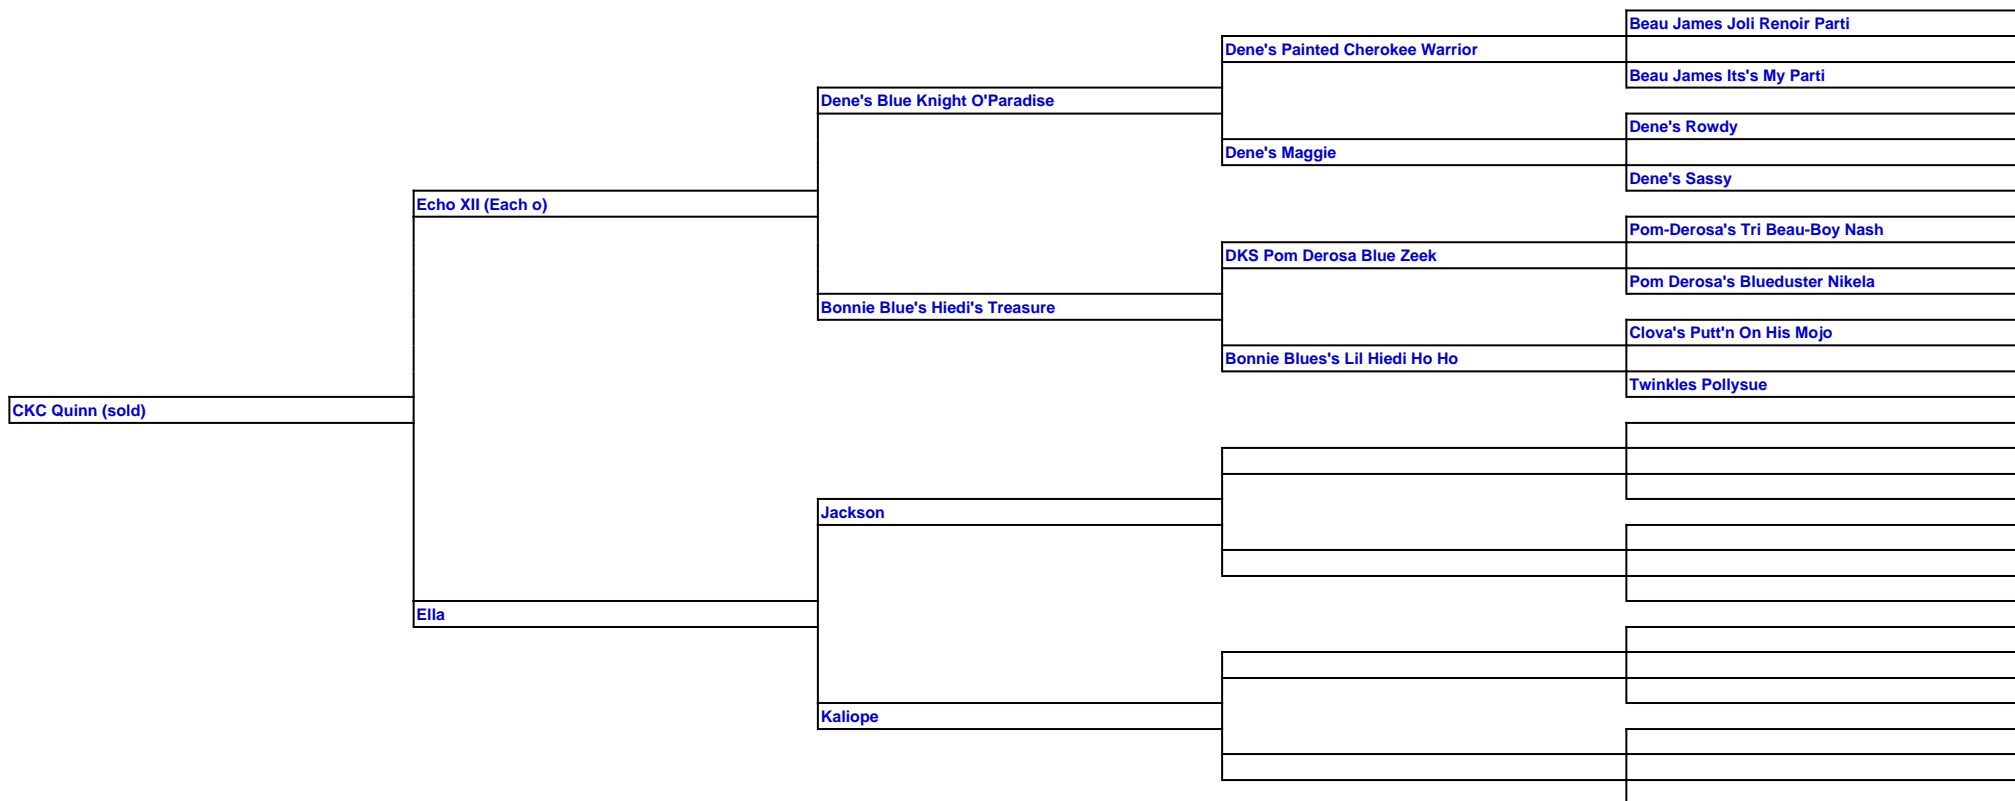 Beau James Joli Renoir Parti
Dene's Painted Cherokee Warrior
Beau James Its's My Parti
Dene's Blue Knight O'Paradise
Dene's Rowdy
Dene's Maggie
Dene's Sassy
Echo XII (Each o)
Pom-Derosa's Tri Beau-Boy Nash
DKS Pom Derosa Blue Zeek
Pom Derosa's Blueduster Nikela
Bonnie Blue's Hiedi's Treasure
Clova's Putt'n On His Mojo
Bonnie Blues's Lil Hiedi Ho Ho
Twinkles Pollysue
CKC Quinn (sold)
Jackson
Ella
Kaliope